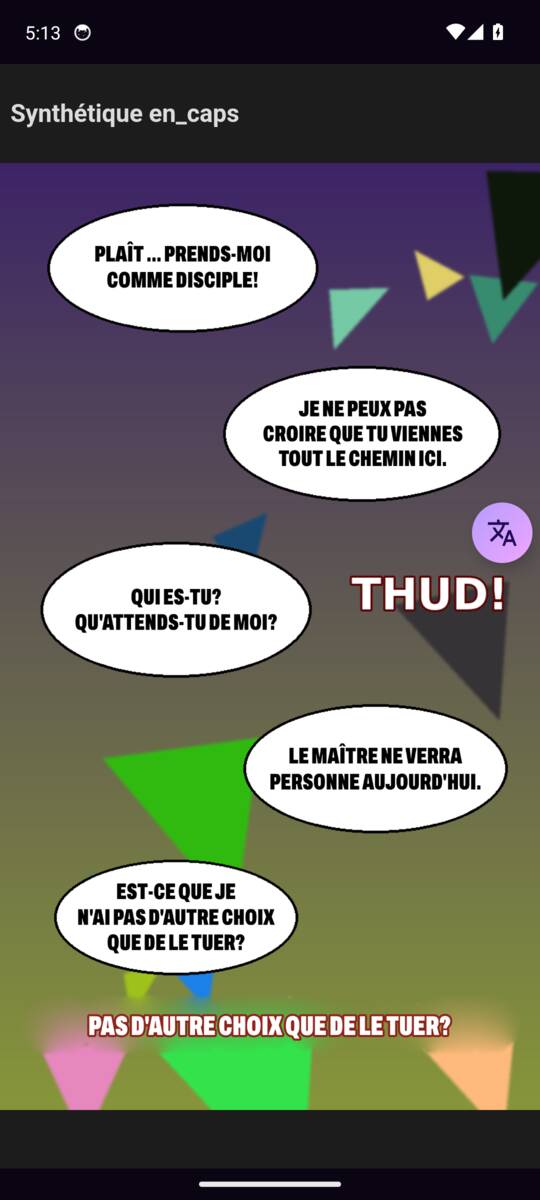 5:13
Synthétique en_caps
PLAÎT ... PRENDS-MOI
COMME DISCIPLE!
JE NE PEUX PAS
CROIRE QUE TU VIENNES
TOUT LE CHEMIN ICI.
QUI ES-TU?
QU'ATTENDS-TU DE MOI?
THUD!
LE MAÎTRE NE VERRA
PERSONNE AUJOURD'HUI.
EST-CE QUE JE
N'AI PAS D'AUTRE CHOIX
QUE DE LE TUER?
PAS D'AUTRE CHOIX QUE DE LE TUER?